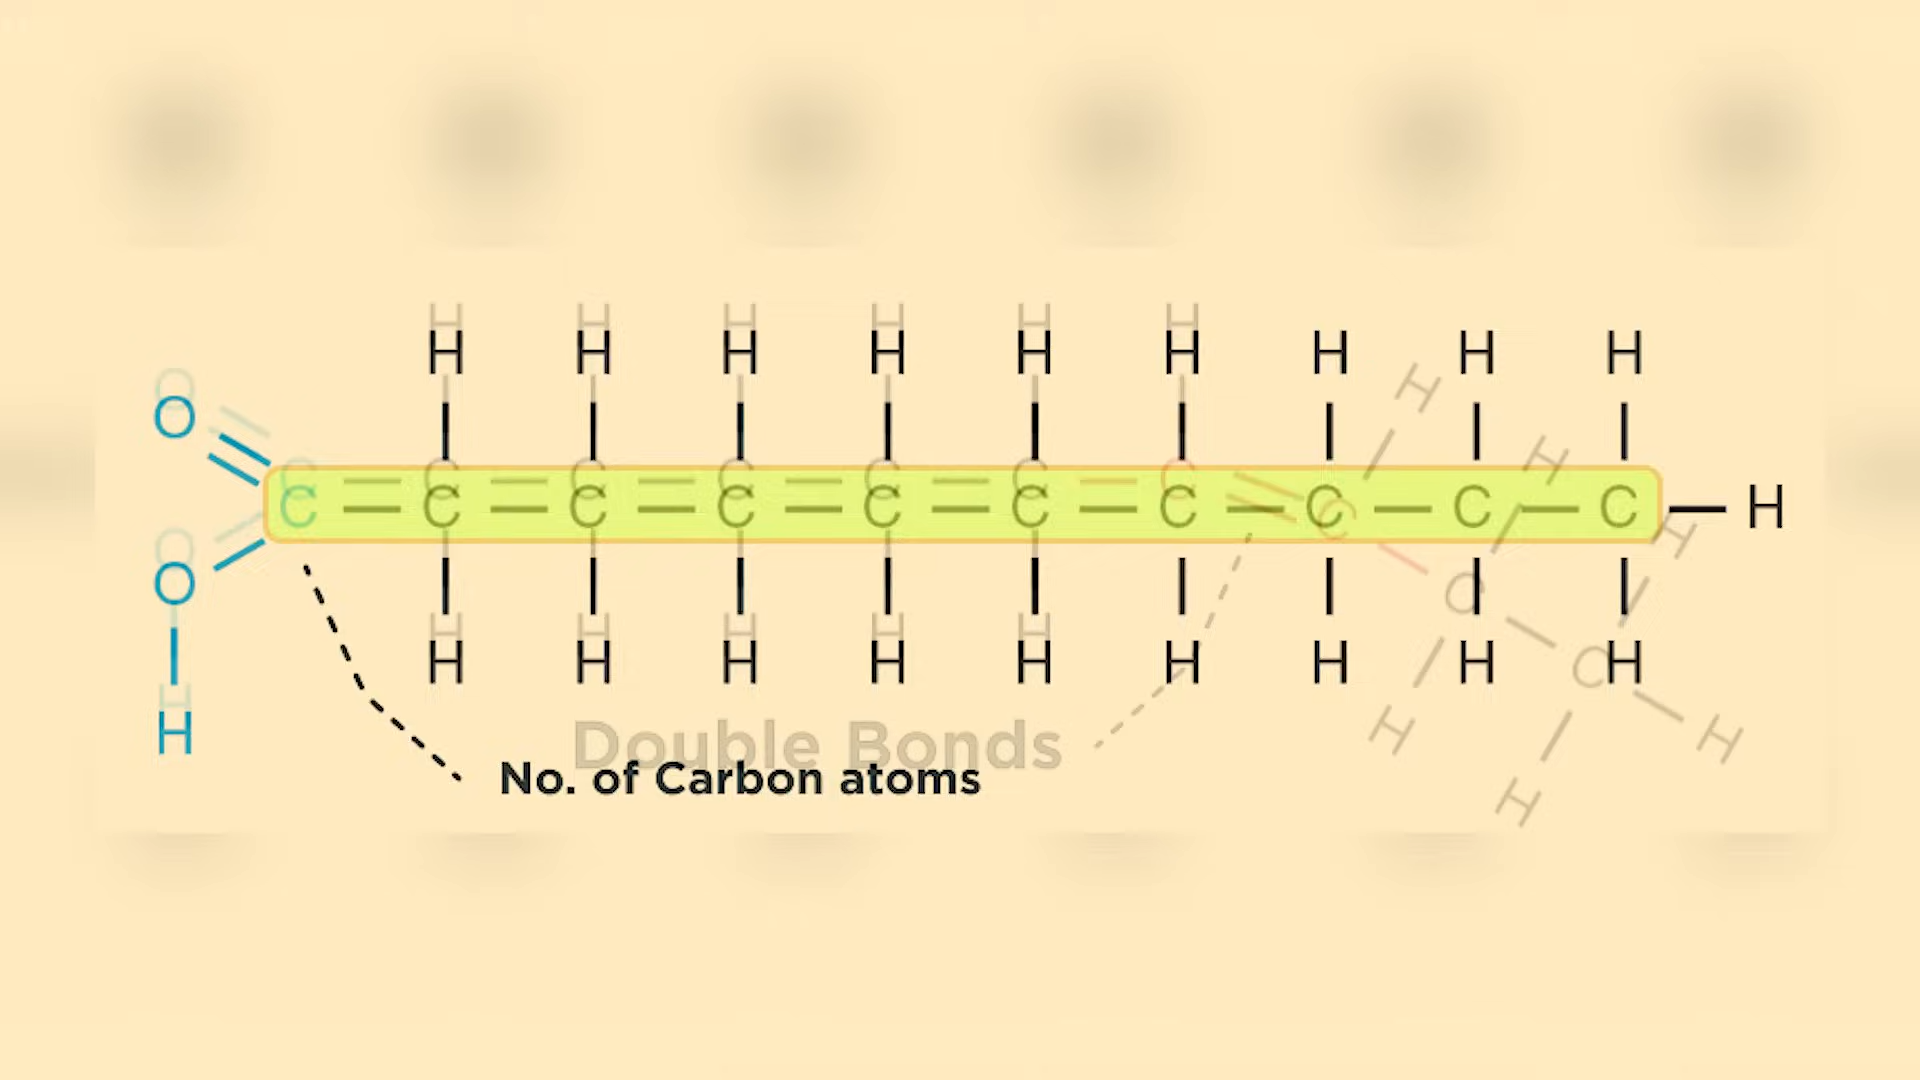 H H H H H H H H H
O
C C C C C C C C C C H
O
H H H H H H H H H
H
Double Bonds
No. of Carbon atoms